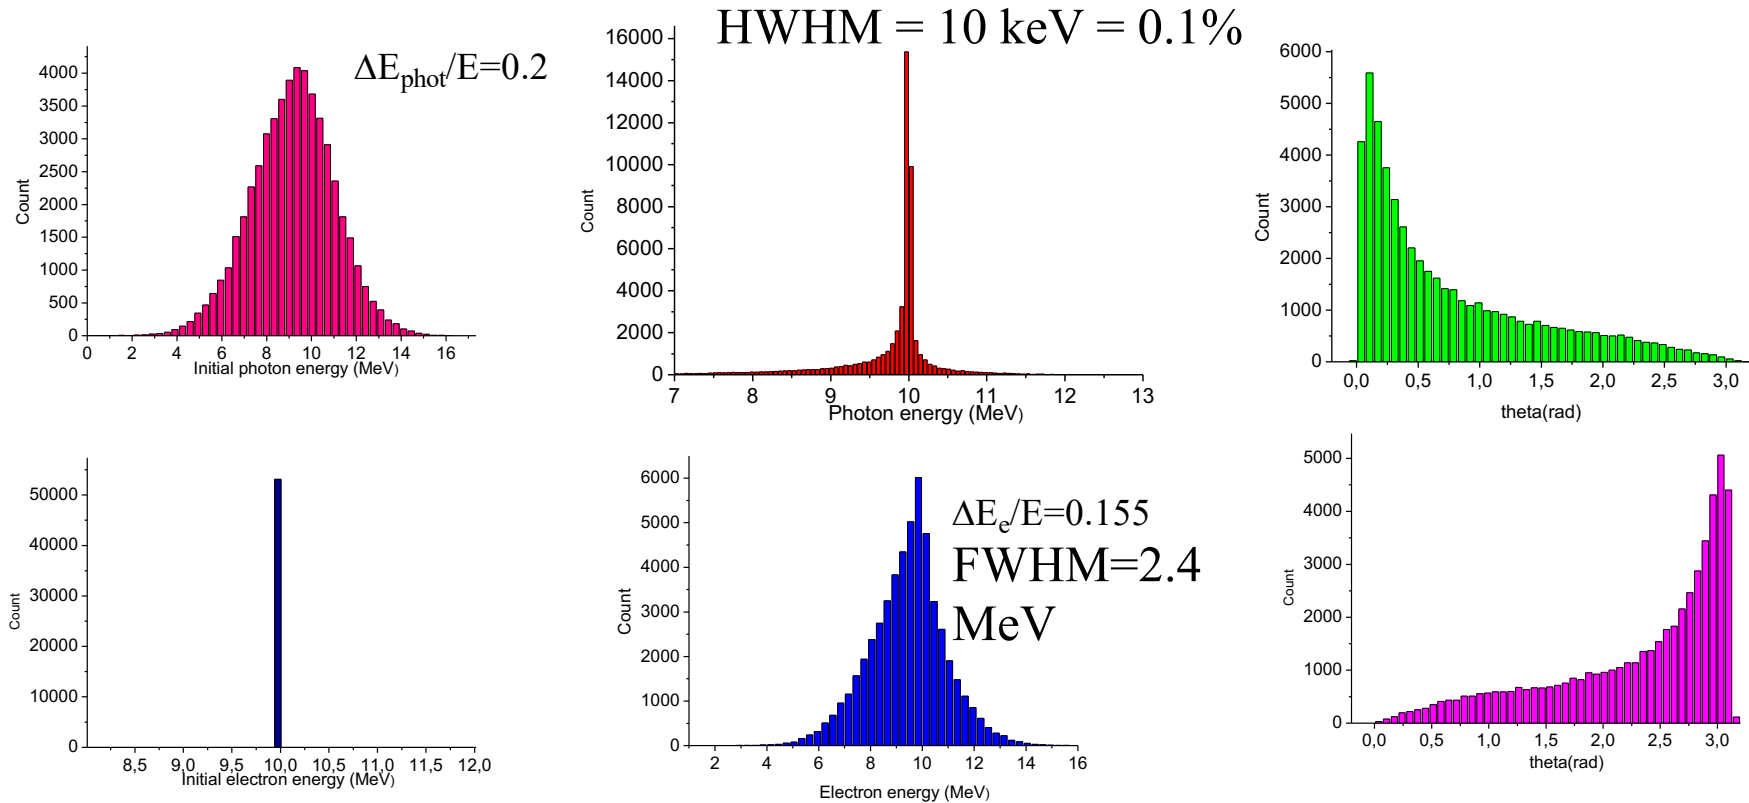 HWHM = 10 keV = 0.1%
ΔE_phot/E=0.2
4000
3500
3000
2500
2000
1500
1000
500
0
Count
0 2 4 6 8 10 12 14 16
Initial photon energy (MeV)
16000
14000
12000
10000
8000
6000
4000
2000
0
Count
7 8 9 10 11 12 13
Photon energy (MeV)
6000
5000
4000
3000
2000
1000
0
Count
0,0 0,5 1,0 1,5 2,0 2,5 3,0
theta(rad)
50000
40000
30000
20000
10000
0
Count
8,5 9,0 9,5 10,0 10,5 11,0 11,5 12,0
Initial electron energy (MeV)
6000
5000
4000
3000
2000
1000
0
Count
2 4 6 8 10 12 14 16
Electron energy (MeV)
ΔE_e/E=0.155
FWHM=2.4
MeV
5000
4000
3000
2000
1000
0
Count
0,0 0,5 1,0 1,5 2,0 2,5 3,0
theta(rad)